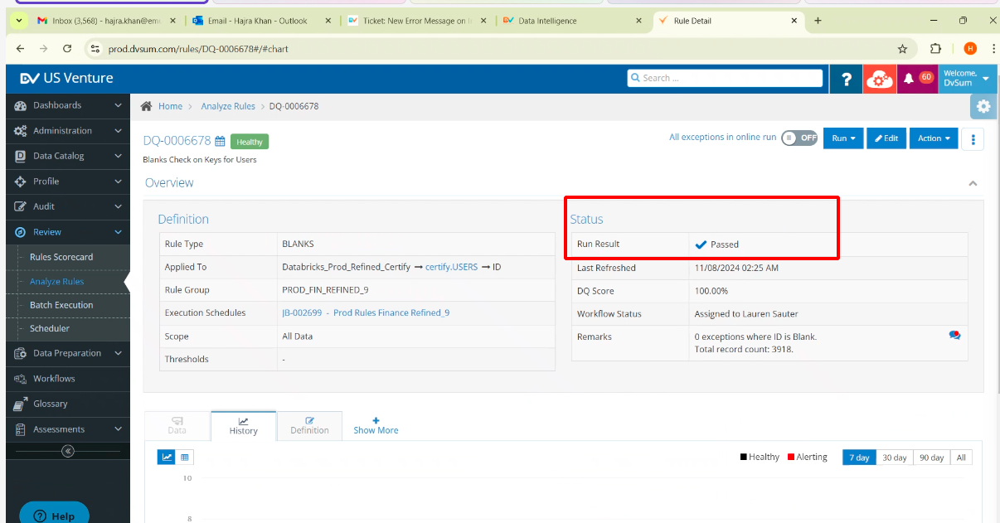 Inbox (3,568) - hajra.khan@eme
Email - Hajra Khan - Outlook
Ticket: New Error Message on I
Data Intelligence
Rule Detail
prod.dvsum.com/rules/DQ-0006678#/#chart
H
DV US Venture
Search ...
?
60
Welcome,
DvSum
Dashboards
Administration
Data Catalog
Profile
Audit
Review
Rules Scorecard
Analyze Rules
Batch Execution
Scheduler
Data Preparation
Workflows
Glossary
Assessments
Help
Home > Analyze Rules > DQ-0006678
DQ-0006678 Healthy
All exceptions in online run OFF Run Edit Action
Blanks Check on Keys for Users
Overview
Definition
Rule Type BLANKS
Applied To Databricks_Prod_Refined_Certify → certify.USERS → ID
Rule Group PROD_FIN_REFINED_9
Execution Schedules JB-002699 - Prod Rules Finance Refined_9
Scope All Data
Thresholds -
Status
Run Result Passed
Last Refreshed 11/08/2024 02:25 AM
DQ Score 100.00%
Workflow Status Assigned to Lauren Sauter
Remarks 0 exceptions where ID is Blank.
Total record count: 3918.
Data
History
Definition
Show More
Healthy Alerting 7 day 30 day 90 day All
10
8